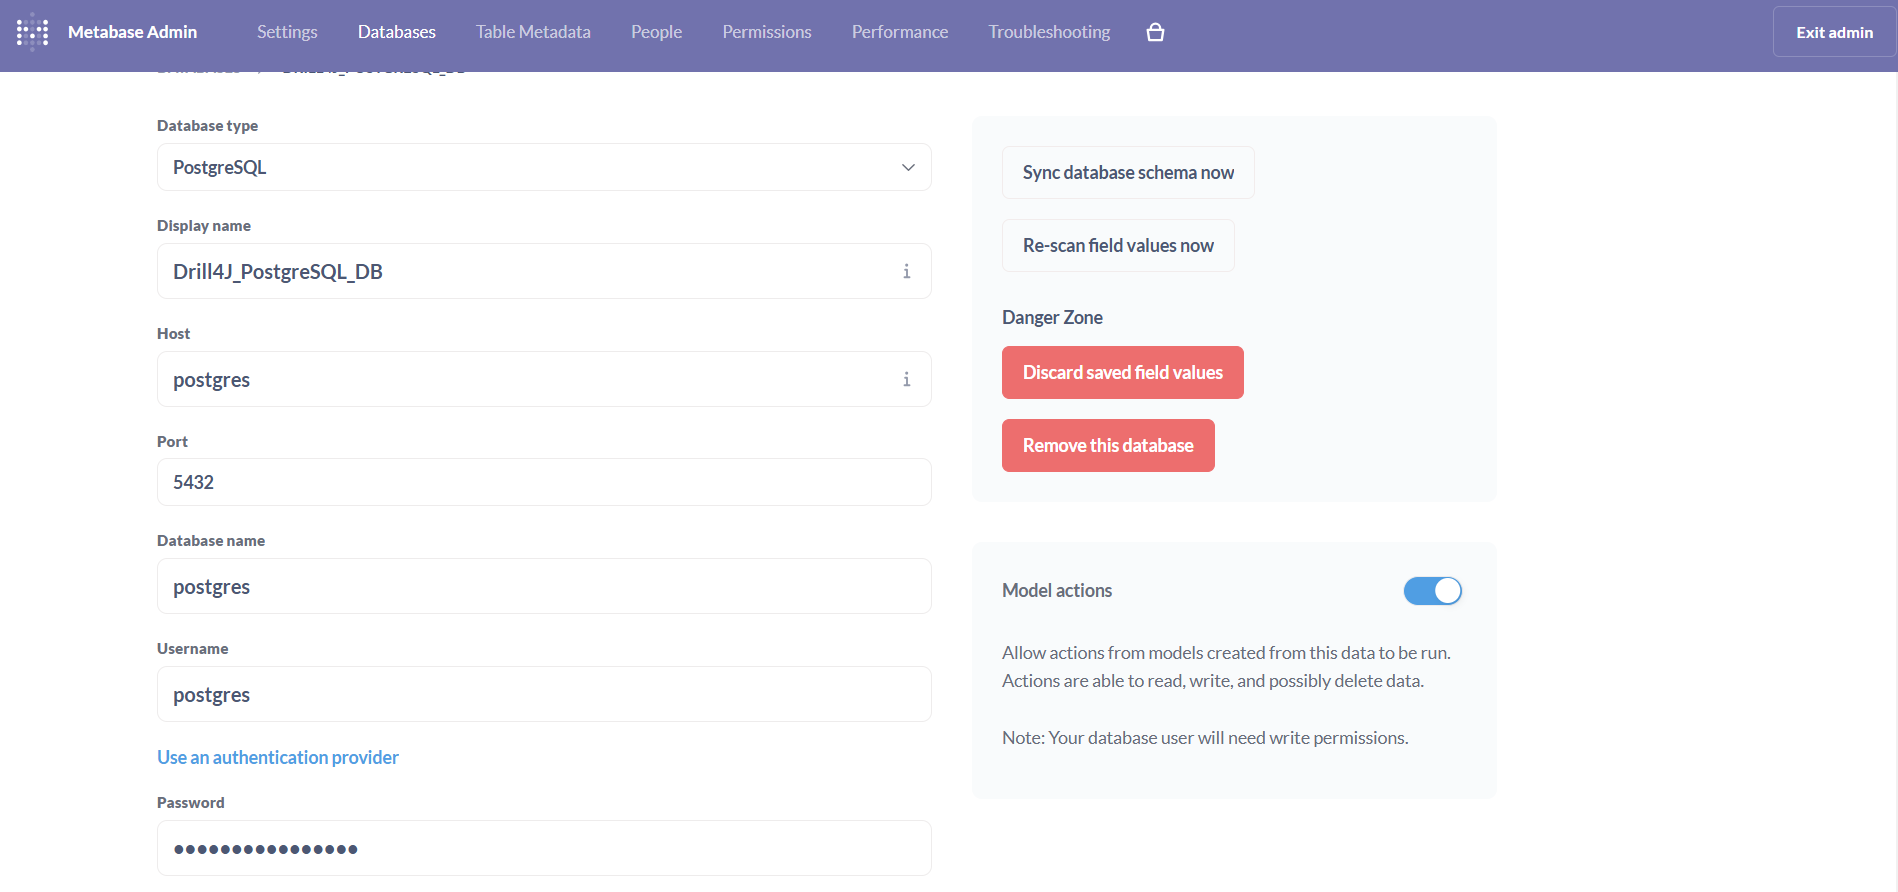 Metabase Admin
Settings
Databases
Table Metadata
People
Permissions
Performance
Troubleshooting
Exit admin
Database type
PostgreSQL
Display name
Drill4J_PostgreSQL_DB
Host
postgres
Port
5432
Database name
postgres
Username
postgres
Use an authentication provider
Password
Sync database schema now
Re-scan field values now
Danger Zone
Discard saved field values
Remove this database
Model actions
Allow actions from models created from this data to be run.
Actions are able to read, write, and possibly delete data.
Note: Your database user will need write permissions.